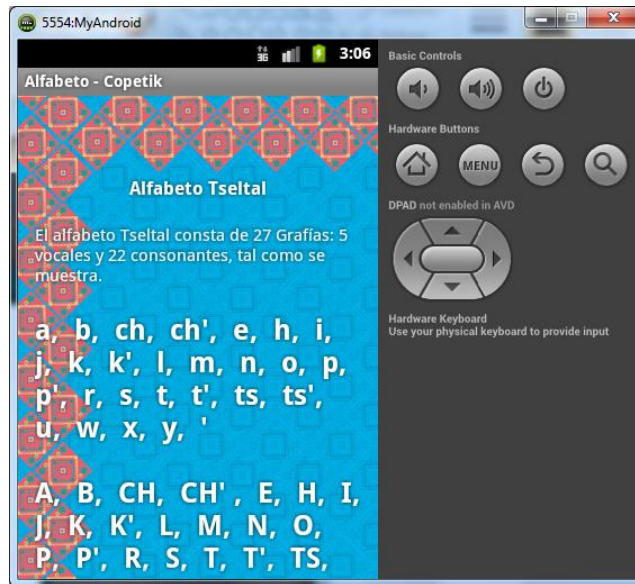 5554:MyAndroid
3G 3:06
Alfabeto - Copetik
Alfabeto Tseltal
El alfabeto Tseltal consta de 27 Grafías: 5
vocales y 22 consonantes, tal como se
muestra.
a, b, ch, ch', e, h, i,
j, k, k', l, m, n, o, p,
p', r, s, t, t', ts, ts',
u, w, x, y, '
A, B, CH, CH' , E, H, I,
J, K, K', L, M, N, O,
P, P', R, S, T, T', TS,
Basic Controls
Hardware Buttons
MENU
DPAD not enabled in AVD
Hardware Keyboard
Use your physical keyboard to provide input